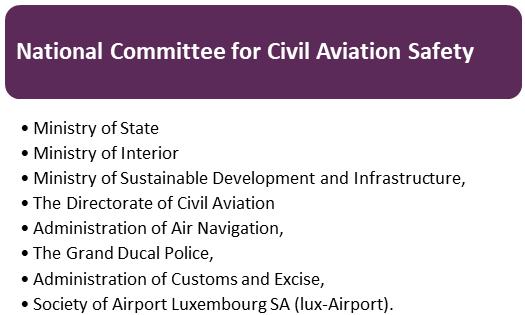 National Committee for Civil Aviation Safety
• Ministry of State
• Ministry of Interior
• Ministry of Sustainable Development and Infrastructure,
• The Directorate of Civil Aviation
• Administration of Air Navigation,
• The Grand Ducal Police,
• Administration of Customs and Excise,
• Society of Airport Luxembourg SA (lux-Airport).